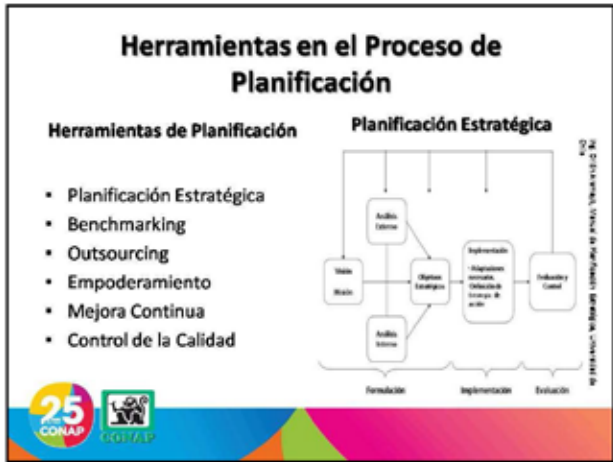 Herramientas en el Proceso de
Planificación
Herramientas de Planificación
▪ Planificación Estratégica
▪ Benchmarking
▪ Outsourcing
▪ Empoderamiento
▪ Mejora Continua
▪ Control de la Calidad
Planificación Estratégica
Análisis
Externo
Visión
Misión
Objetivos
Estratégicos
Análisis
Interno
Implementación
Evaluación y
Control
Formulación
Implementación
Evaluación
25
CONAP
CONAP